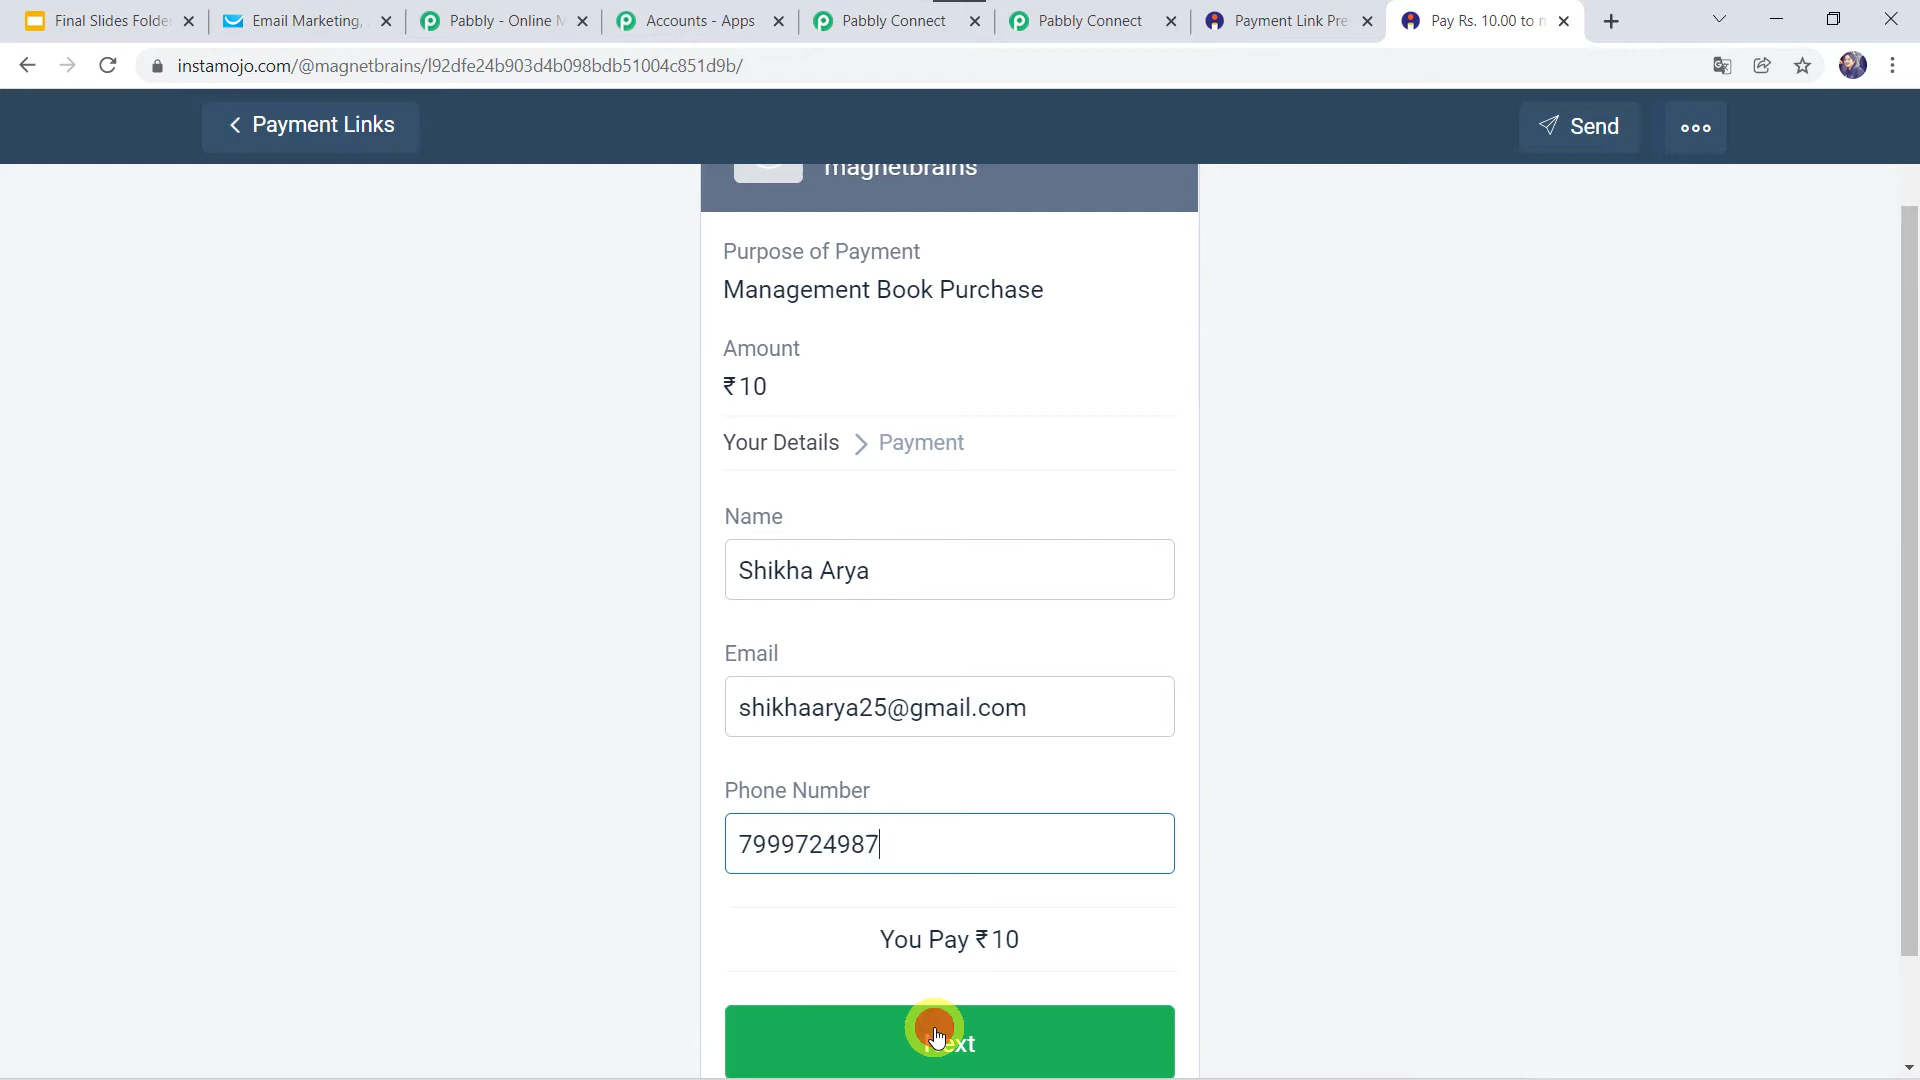 Final Slides Folde
Email Marketing,
Pabbly - Online M
Accounts - Apps
Pabbly Connect
Pabbly Connect
Payment Link Pre
Pay Rs. 10.00 to m
instamojo.com/@magnetbrains/l92dfe24b903d4b098bdb51004c851d9b/
Payment Links
Send
magnetbrains
Purpose of Payment
Management Book Purchase
Amount
₹10
Your Details
Payment
Name
Shikha Arya
Email
shikhaarya25@gmail.com
Phone Number
7999724987
You Pay ₹10
Next